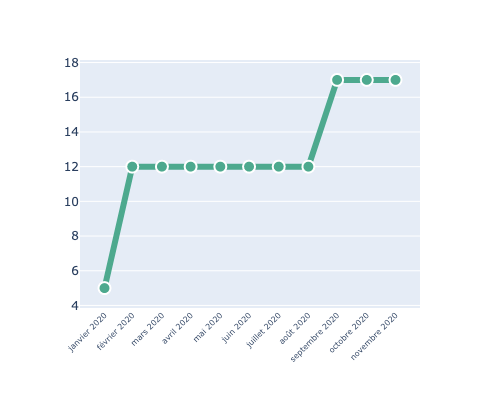 18
16
14
12
10
8
6
4
janvier 2020
février 2020
mars 2020
avril 2020
mai 2020
juin 2020
juillet 2020
août 2020
septembre 2020
octobre 2020
novembre 2020